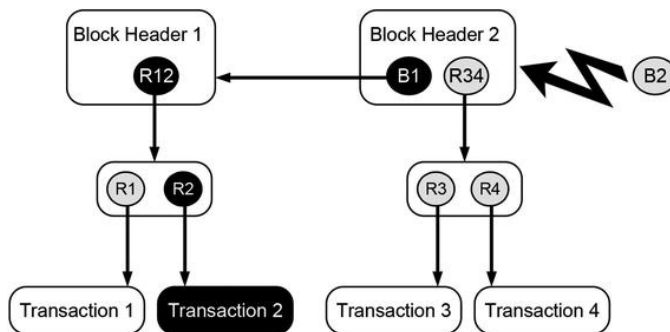 Block Header 1
Block Header 2
R12
B1
R34
B2
R1
R2
R3
R4
Transaction 1
Transaction 2
Transaction 3
Transaction 4